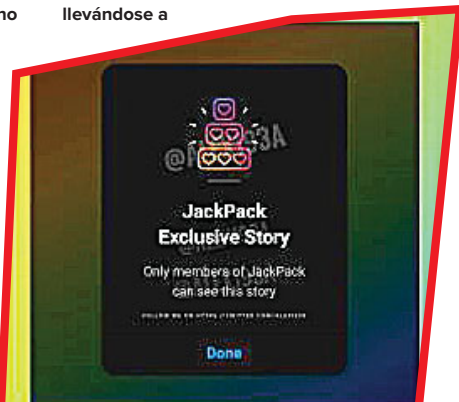 no llevándose a
JackPack
Exclusive Story
Only members of JackPack
can see this story
Done